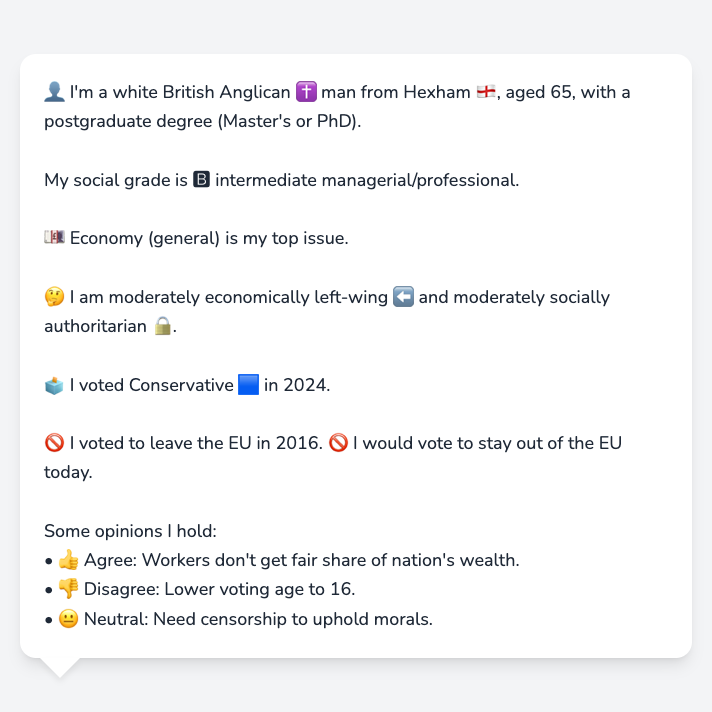 👤 I'm a white British Anglican ✝️ man from Hexham 🏴󠁧󠁢󠁥󠁮󠁧󠁿, aged 65, with a
postgraduate degree (Master's or PhD).
My social grade is 🅱 intermediate managerial/professional.
💷 Economy (general) is my top issue.
🤔 I am moderately economically left-wing ⬅️ and moderately socially
authoritarian 🔒.
🗳️ I voted Conservative 🟦 in 2024.
🚫 I voted to leave the EU in 2016. 🚫 I would vote to stay out of the EU
today.
Some opinions I hold:
• 👍 Agree: Workers don't get fair share of nation's wealth.
• 👎 Disagree: Lower voting age to 16.
• 😐 Neutral: Need censorship to uphold morals.